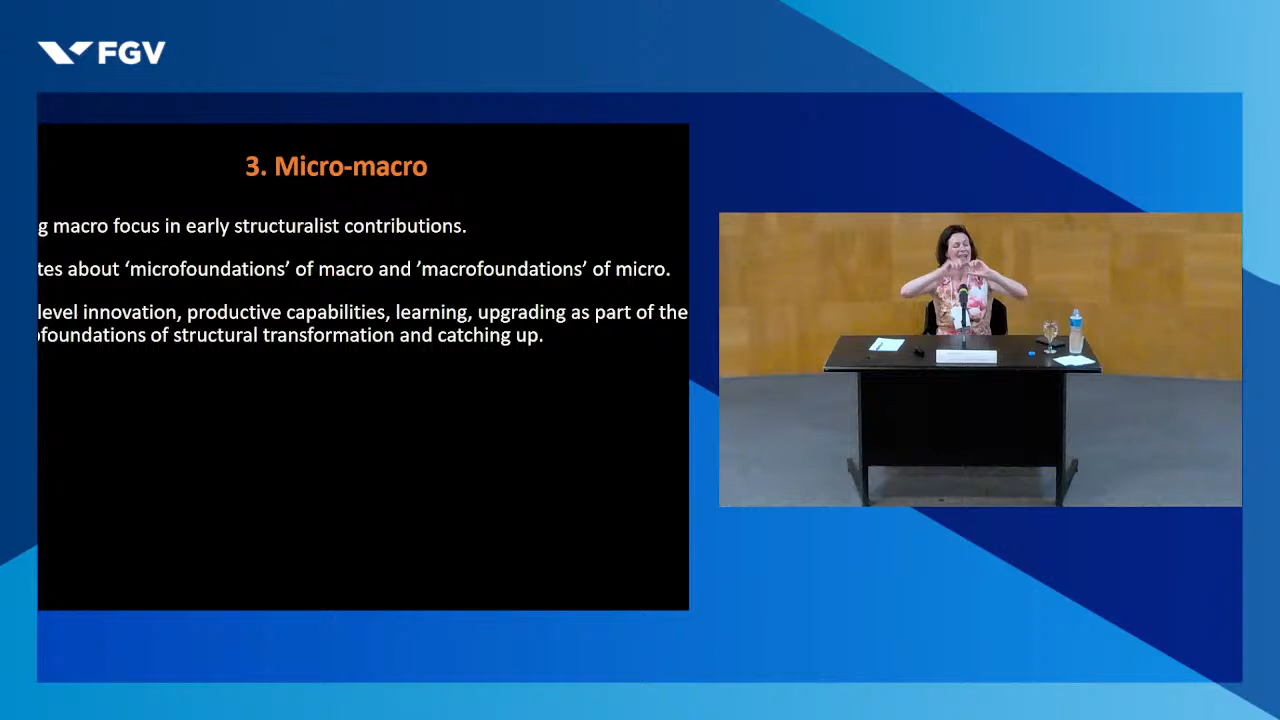 FGV
3. Micro-macro
g macro focus in early structuralist contributions.
tes about ‘microfoundations’ of macro and ’macrofoundations’ of micro.
level innovation, productive capabilities, learning, upgrading as part of the
foundations of structural transformation and catching up.